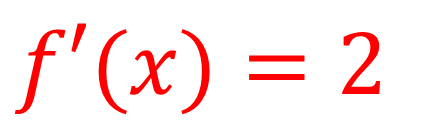 f′(x) = 2